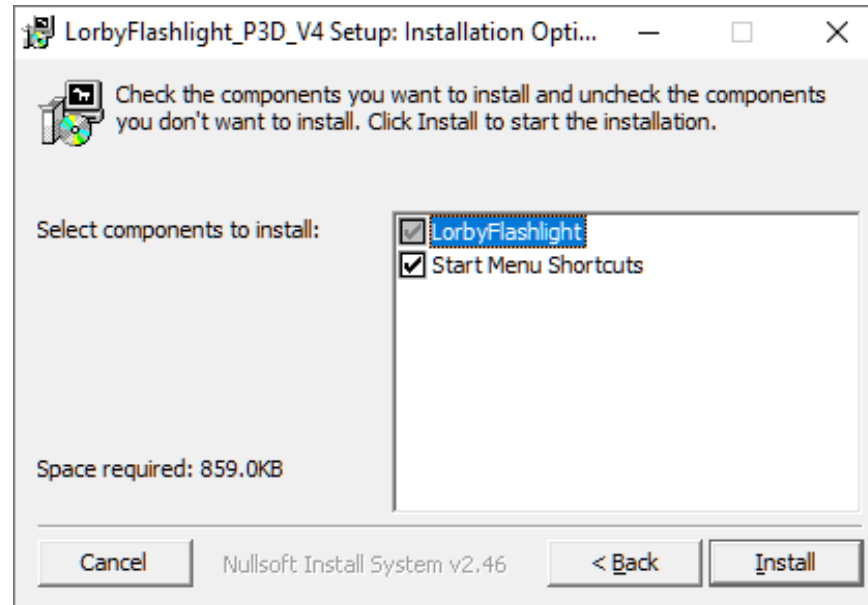 LorbyFlashlight_P3D_V4 Setup: Installation Opti...
Check the components you want to install and uncheck the components
you don't want to install. Click Install to start the installation.
Select components to install:
LorbyFlashlight
Start Menu Shortcuts
Space required: 859.0KB
Cancel
Nullsoft Install System v2.46
< Back
Install